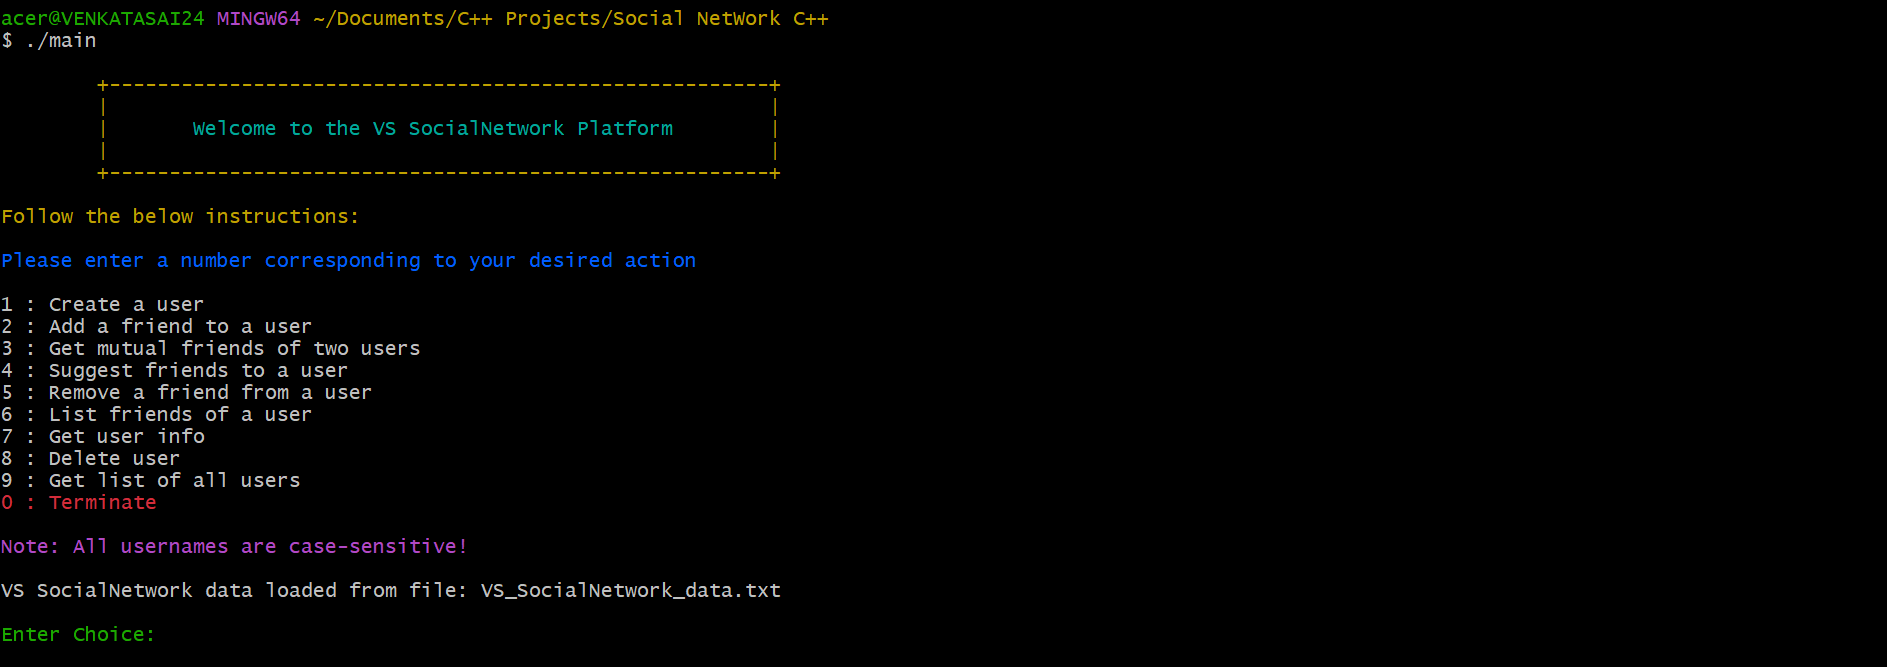 acer@VENKATASAI24 MINGW64 ~/Documents/C++ Projects/Social NetWork C++
$ ./main
+-------------------------------------------------------+
|                                                       |
|       Welcome to the VS SocialNetwork Platform        |
|                                                       |
+-------------------------------------------------------+
Follow the below instructions:
Please enter a number corresponding to your desired action
1 : Create a user
2 : Add a friend to a user
3 : Get mutual friends of two users
4 : Suggest friends to a user
5 : Remove a friend from a user
6 : List friends of a user
7 : Get user info
8 : Delete user
9 : Get list of all users
0 : Terminate
Note: All usernames are case-sensitive!
VS SocialNetwork data loaded from file: VS_SocialNetwork_data.txt
Enter Choice: